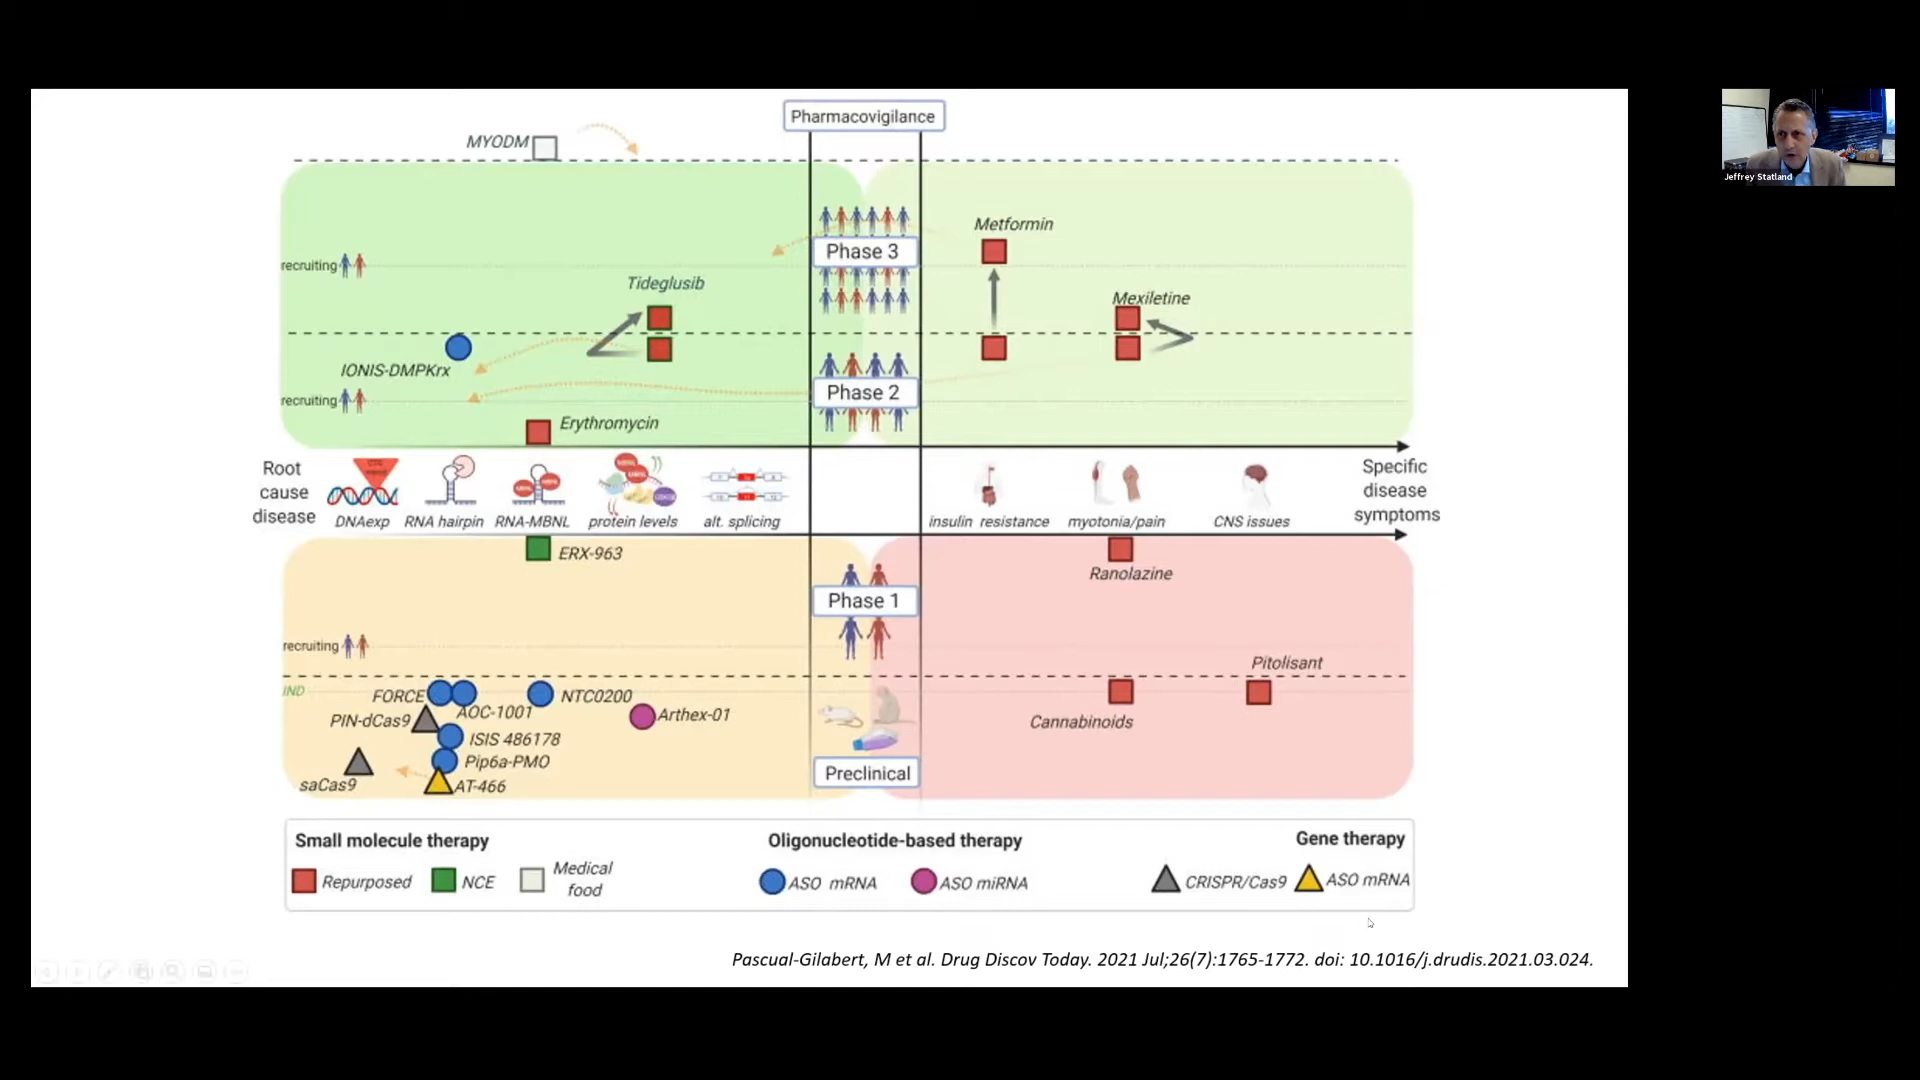 Pharmacovigilance
MYODM
Metformin
recruiting
Phase 3
Tideglusib
Mexiletine
IONIS-DMPKrx
recruiting
Phase 2
Erythromycin
Root
cause
disease
DNAexp
RNA hairpin
RNA-MBNL
protein levels
alt. splicing
insulin resistance
myotonia/pain
CNS issues
Specific
disease
symptoms
ERX-963
Ranolazine
Phase 1
recruiting
Pitolisant
IND
FORCE
NTC0200
PIN-dCas9
AOC-1001
Arthex-01
Cannabinoids
ISIS 486178
Pip6a-PMO
Preclinical
saCas9
AT-466
Small molecule therapy
Oligonucleotide-based therapy
Gene therapy
Repurposed
NCE
Medical
food
ASO mRNA
ASO miRNA
CRISPR/Cas9
ASO mRNA
Pascual-Gilabert, M et al. Drug Discov Today. 2021 Jul;26(7):1765-1772. doi: 10.1016/j.drudis.2021.03.024.
Jeffrey Statland